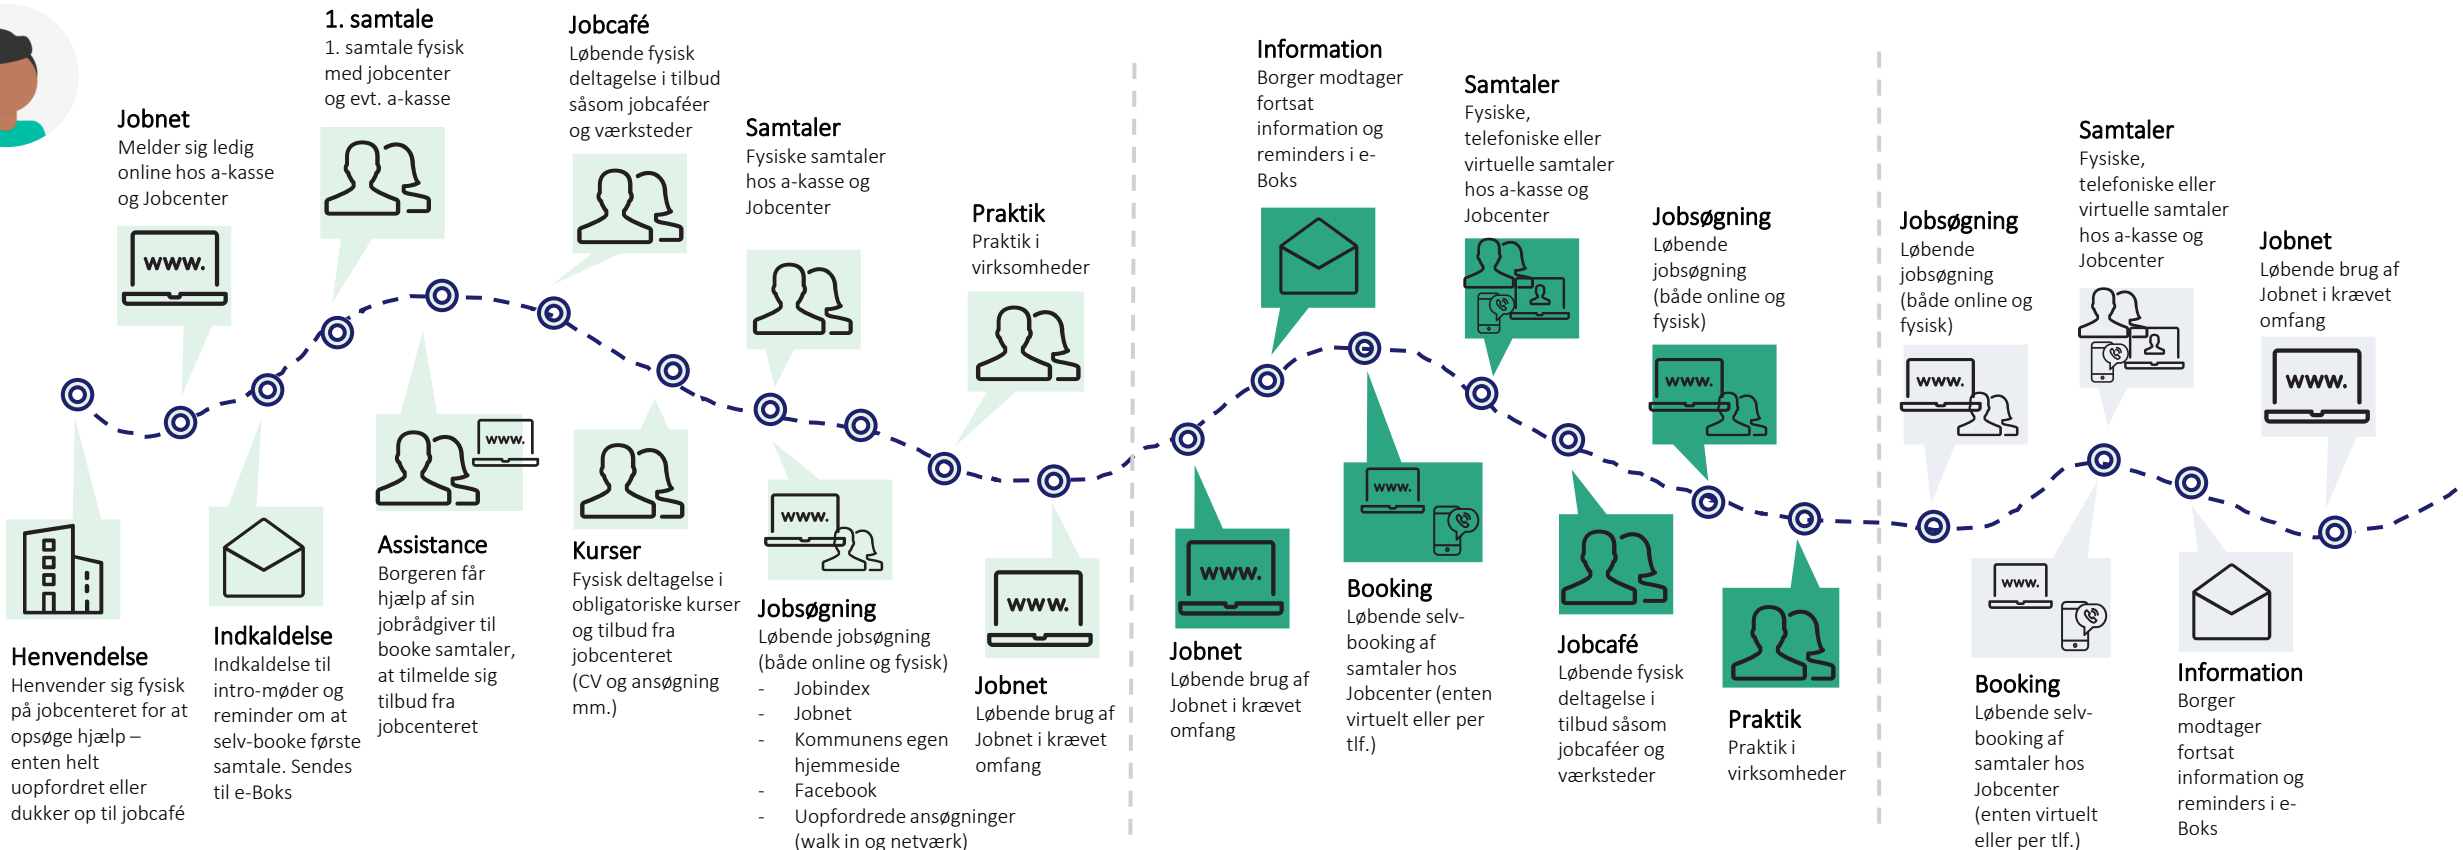 Henvendelse
Henvender sig fysisk
på jobcenteret for at
opsøge hjælp –
enten helt
uopfordret eller
dukker op til jobcafé
Jobnet
Melder sig ledig
online hos a-kasse
og Jobcenter
www.
Indkaldelse
Indkaldelse til
intro-møder og
reminder om at
selv-booke første
samtale. Sendes
til e-Boks
1. samtale
1. samtale fysisk
med jobcenter
og evt. a-kasse
www.
Assistance
Borgeren får
hjælp af sin
jobrådgiver til
booke samtaler,
at tilmelde sig
tilbud fra
jobcenteret
Jobcafé
Løbende fysisk
deltagelse i tilbud
såsom jobcaféer
og værksteder
Kurser
Fysisk deltagelse i
obligatoriske kurser
og tilbud fra
jobcenteret
(CV og ansøgning
mm.)
Samtaler
Fysiske samtaler
hos a-kasse og
Jobcenter
www.
Jobsøgning
Løbende jobsøgning
(både online og fysisk)
- Jobindex
- Jobnet
- Kommunens egen
hjemmeside
- Facebook
- Uopfordrede ansøgninger
(walk in og netværk)
Praktik
Praktik i
virksomheder
www.
Jobnet
Løbende brug af
Jobnet i krævet
omfang
www.
Jobnet
Løbende brug af
Jobnet i krævet
omfang
Information
Borger modtager
fortsat
information og
reminders i e-
Boks
www.
Booking
Løbende selv-
booking af
samtaler hos
Jobcenter (enten
virtuelt eller per
tlf.)
Samtaler
Fysiske,
telefoniske eller
virtuelle samtaler
hos a-kasse og
Jobcenter
Jobcafé
Løbende fysisk
deltagelse i
tilbud såsom
jobcaféer og
værksteder
Jobsøgning
Løbende
jobsøgning
(både online og
fysisk)
www.
Praktik
Praktik i
virksomheder
Jobsøgning
Løbende
jobsøgning
(både online og
fysisk)
www.
www.
Booking
Løbende selv-
booking af
samtaler hos
Jobcenter
(enten virtuelt
eller per tlf.)
Samtaler
Fysiske,
telefoniske eller
virtuelle samtaler
hos a-kasse og
Jobcenter
Information
Borger
modtager
fortsat
information og
reminders i e-
Boks
Jobnet
Løbende brug af
Jobnet i krævet
omfang
www.